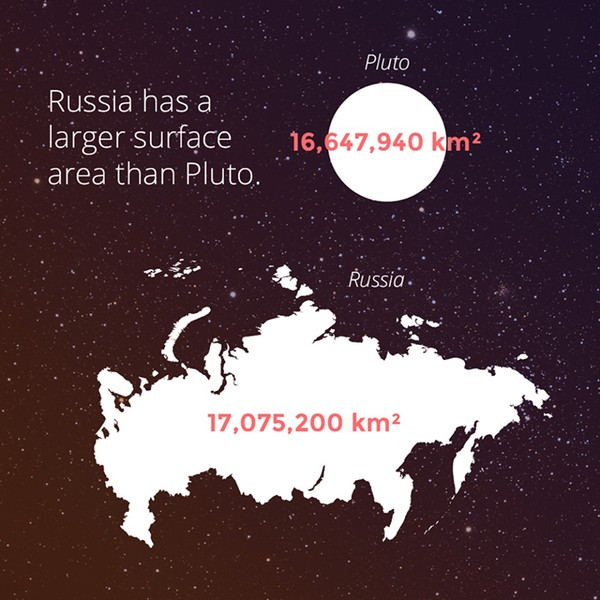 Russia has a
larger surface
area than Pluto.
Pluto
16,647,940 km²
Russia
17,075,200 km²